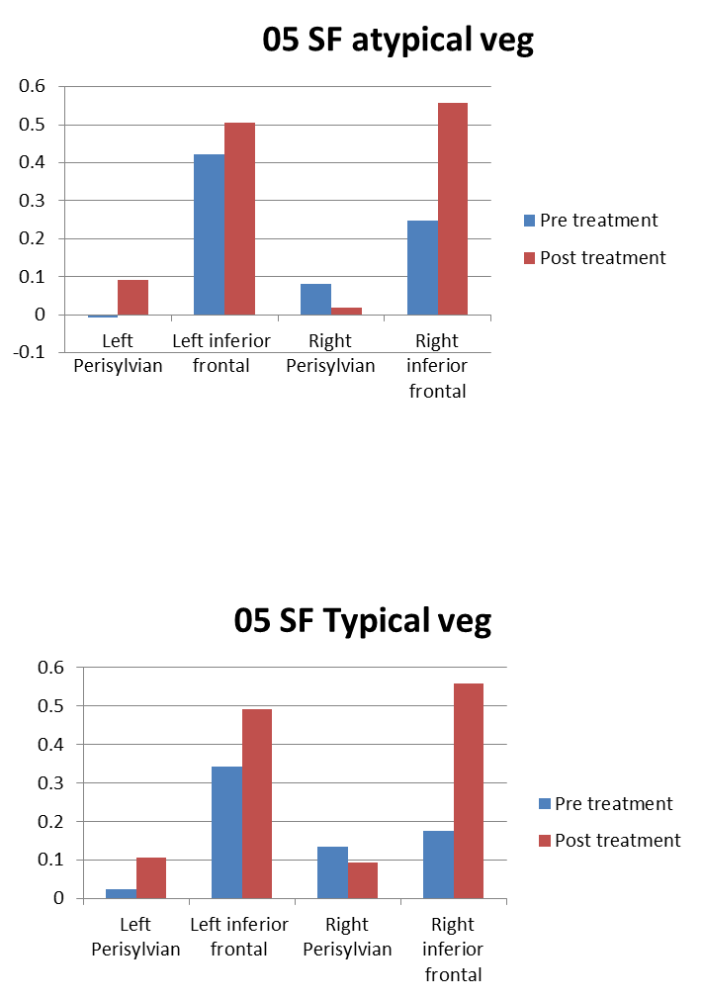 05 SF atypical veg
0.6
0.5
0.4
0.3
0.2
0.1
0
-0.1
Left
Perisylvian
Left inferior
frontal
Right
Perisylvian
Right
inferior
frontal
Pre treatment
Post treatment
05 SF Typical veg
0.6
0.5
0.4
0.3
0.2
0.1
0
Left
Perisylvian
Left inferior
frontal
Right
Perisylvian
Right
inferior
frontal
Pre treatment
Post treatment